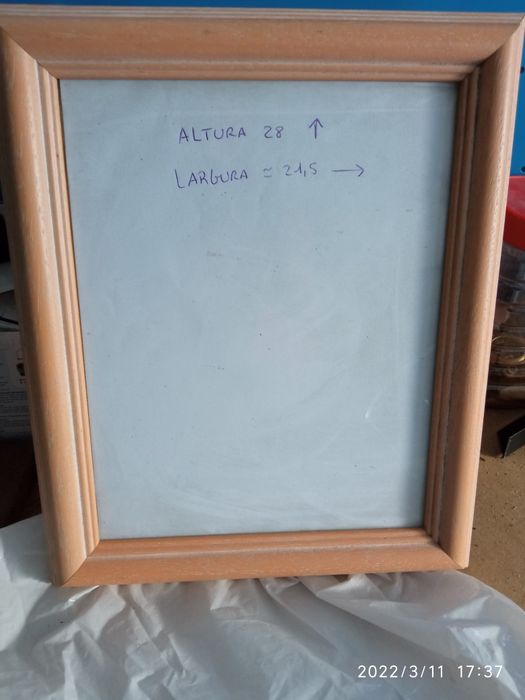 ALTURA 28 ↑
LARGURA ≃ 21,5 →
2022/3/11 17:37